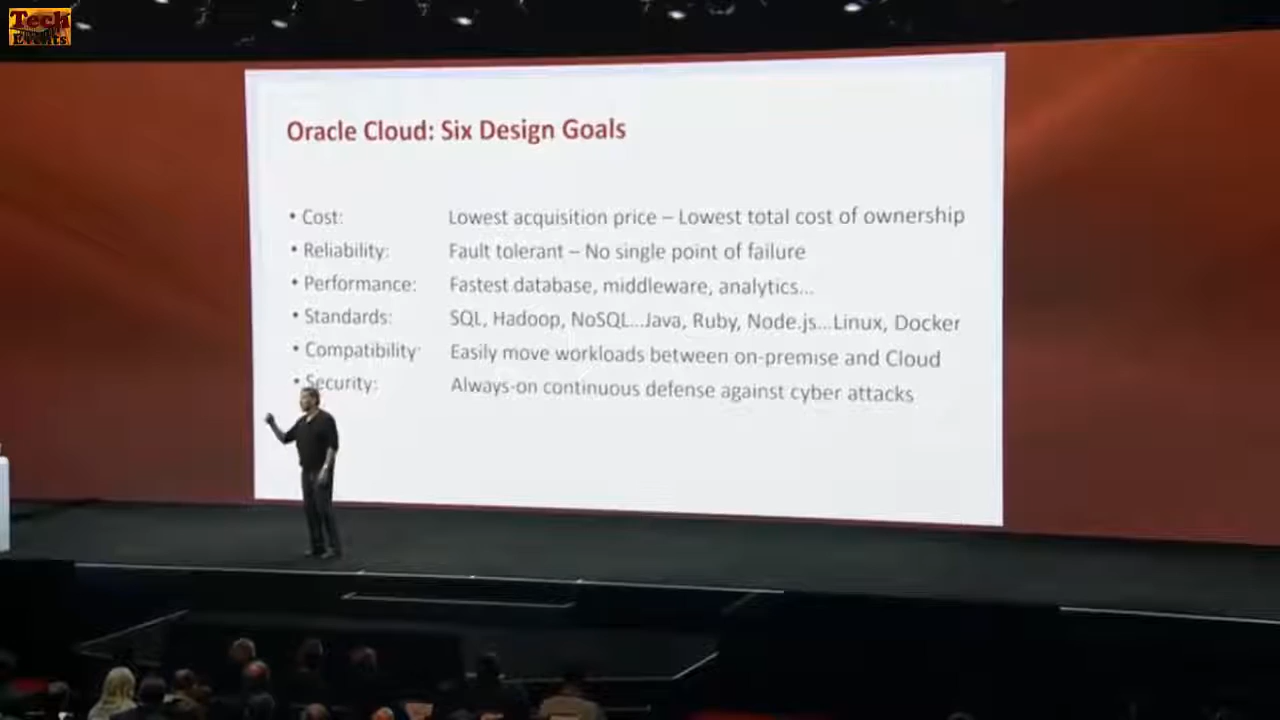 Tech
Events
Oracle Cloud: Six Design Goals
• Cost: Lowest acquisition price – Lowest total cost of ownership
• Reliability: Fault tolerant – No single point of failure
• Performance: Fastest database, middleware, analytics...
• Standards: SQL, Hadoop, NoSQL...Java, Ruby, Node.js...Linux, Docker
• Compatibility: Easily move workloads between on-premise and Cloud
• Security: Always-on continuous defense against cyber attacks